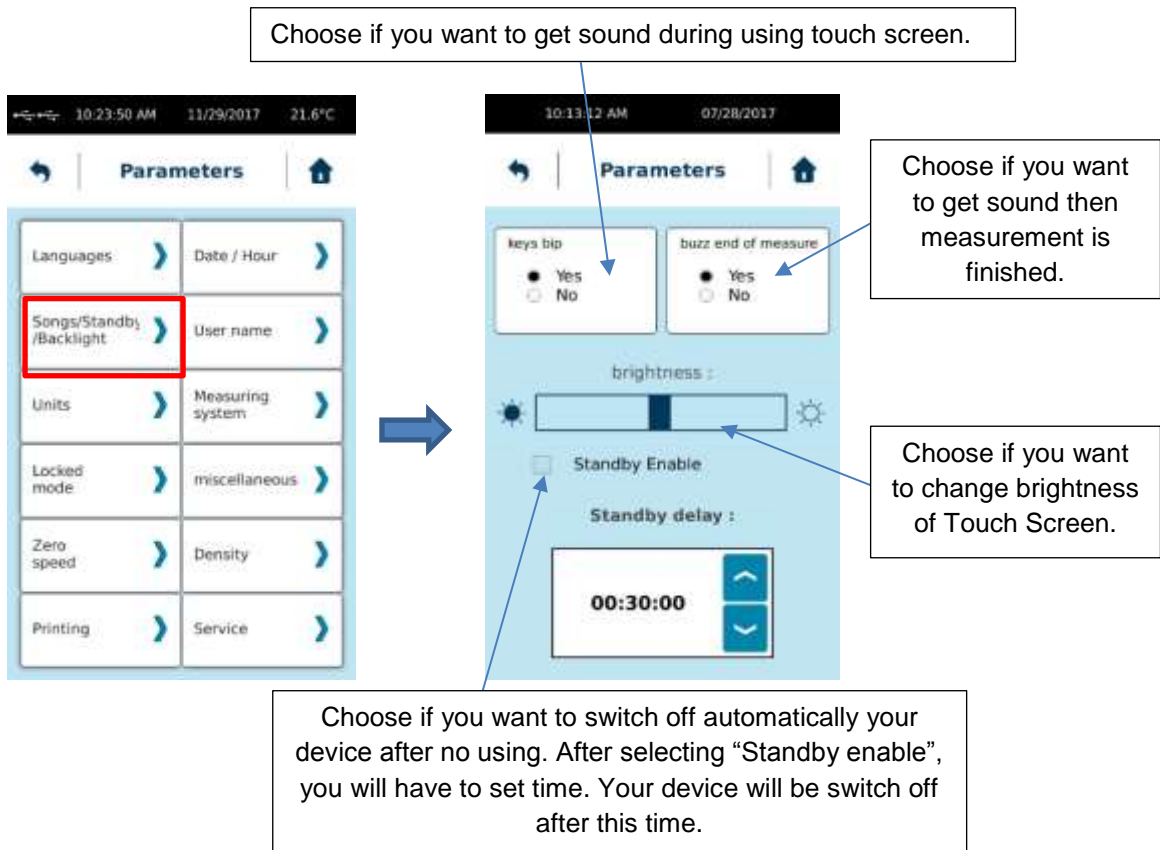 Choose if you want to get sound during using touch screen.
10:23:50 AM 11/29/2017 21.6°C
Parameters
Languages
Date / Hour
Songs/Standby
/Backlight
User name
Units
Measuring
system
Locked
mode
miscellaneous
Zero
speed
Density
Printing
Service
10:13:12 AM 07/28/2017
Parameters
keys bip
Yes
No
buzz end of measure
Yes
No
brightness :
Standby Enable
Standby delay :
00:30:00
Choose if you want
to get sound then
measurement is
finished.
Choose if you want
to change brightness
of Touch Screen.
Choose if you want to switch off automatically your
device after no using. After selecting “Standby enable”,
you will have to set time. Your device will be switch off
after this time.